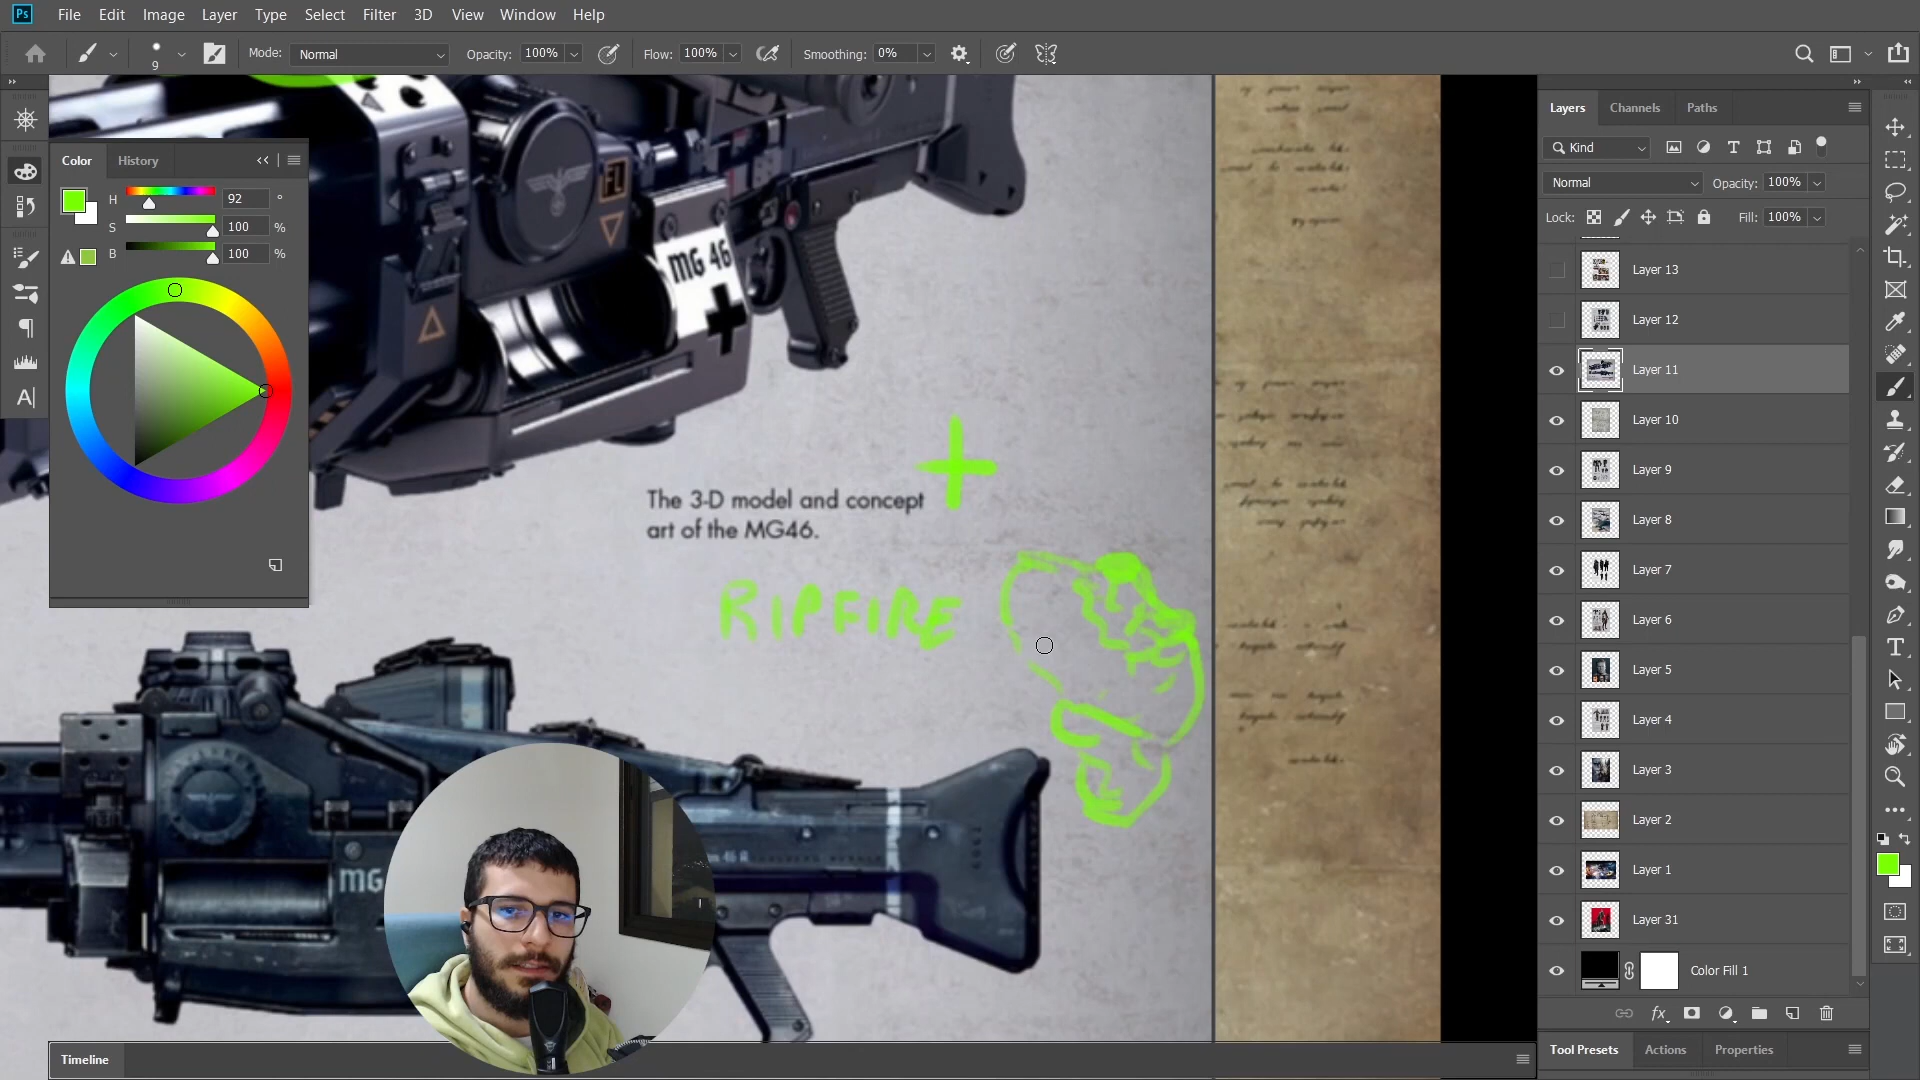 Ps File Edit Image Layer Type Select Filter 3D View Window Help
9 Mode: Normal Opacity: 100% Flow: 100% Smoothing: 0%
Color History
H 92 °
S 100 %
B 100 %
FL
MG 46
The 3-D model and concept
art of the MG46.
+
RIPFIRE
MG
Timeline
Layers Channels Paths
Kind
Normal Opacity: 100%
Lock: Fill: 100%
Layer 13
Layer 12
Layer 11
Layer 10
Layer 9
Layer 8
Layer 7
Layer 6
Layer 5
Layer 4
Layer 3
Layer 2
Layer 1
Layer 31
Color Fill 1
fx
Tool Presets Actions Properties